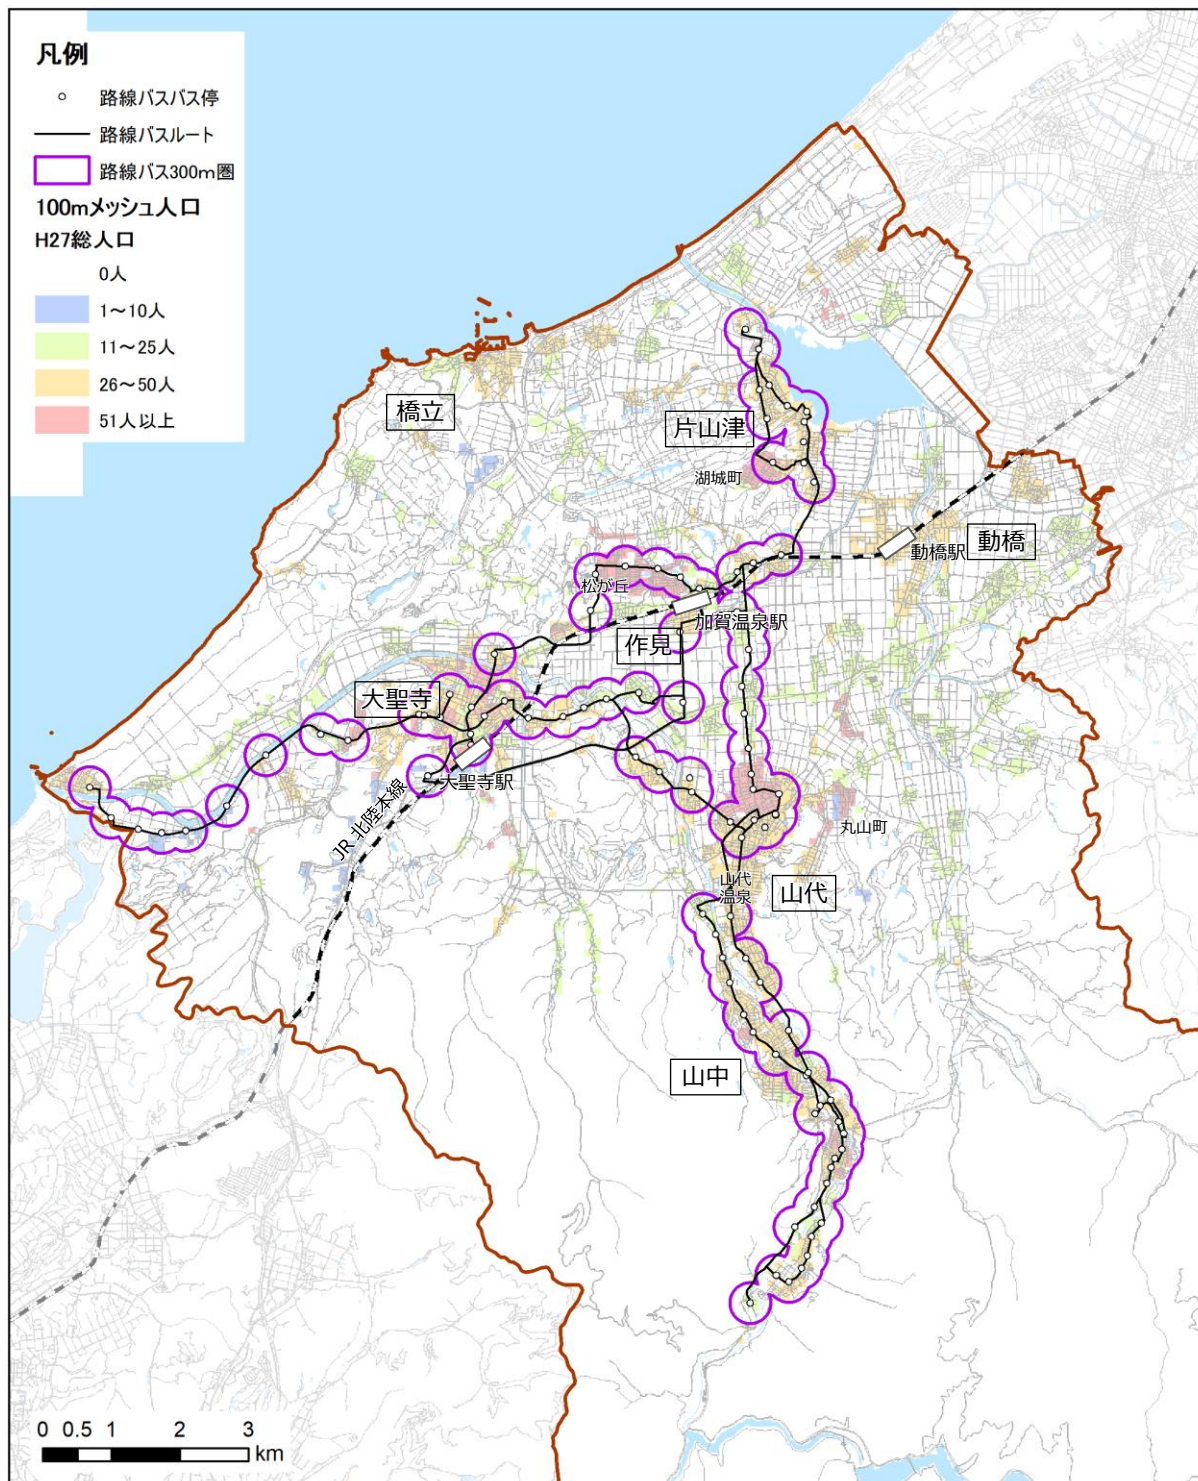 凡例
路線バスバス停
路線バスルート
路線バス300m圏
100mメッシュ人口
H27総人口
0人
1～10人
11～25人
26～50人
51人以上
橋立
片山津
湖城町
動橋駅
動橋
松が丘
加賀温泉駅
作見
大聖寺
大聖寺駅
JR 北陸本線
丸山町
山代
温泉
山代
山中
0 0.5 1 2 3
km